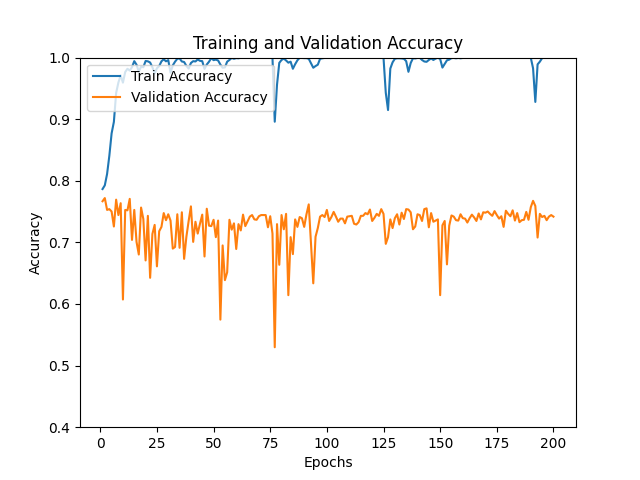 Training and Validation Accuracy
Train Accuracy
Validation Accuracy
1.0
0.9
0.8
0.7
0.6
0.5
0.4
Accuracy
0 25 50 75 100 125 150 175 200
Epochs